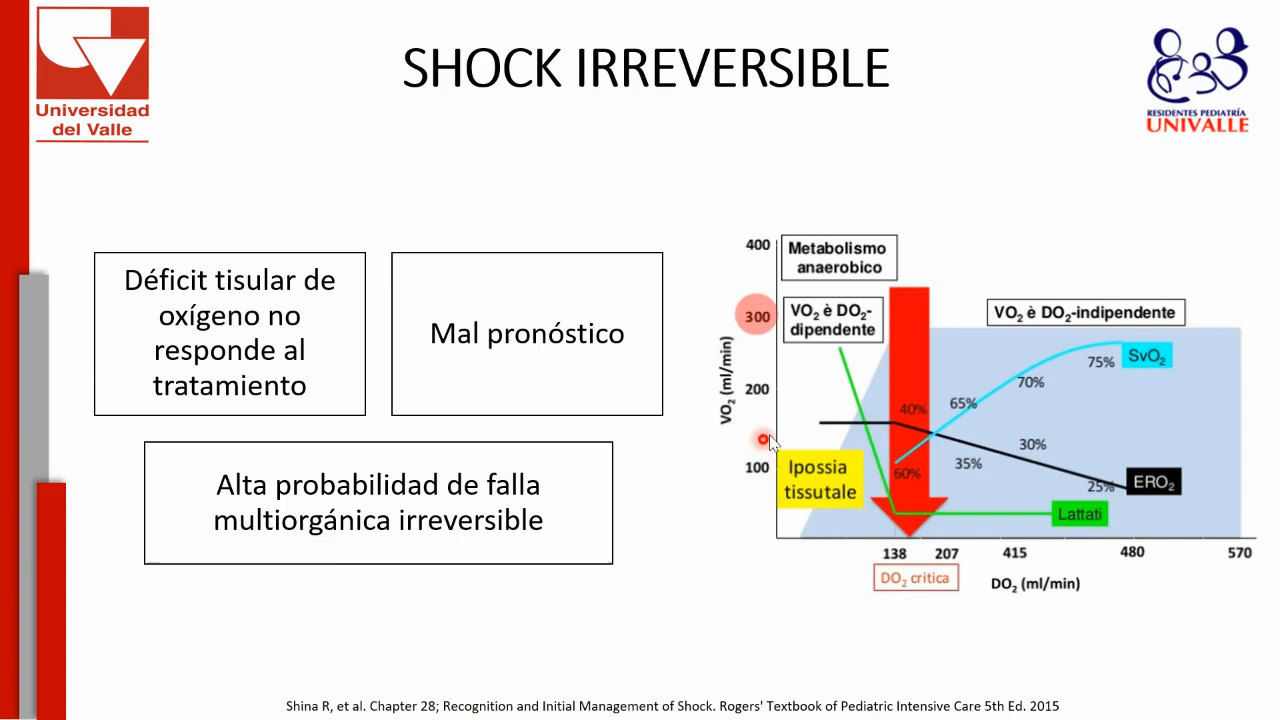 SHOCK IRREVERSIBLE
Universidad
del Valle
RESIDENTES PEDIATRÍA
UNIVALLE
Déficit tisular de
oxígeno no
responde al
tratamiento
Mal pronóstico
Alta probabilidad de falla
multiorgánica irreversible
400
300
200
100
VO₂ (ml/min)
Metabolismo
anaerobico
VO₂ è DO₂-
dipendente
VO₂ è DO₂-indipendente
SvO₂
75%
70%
65%
40%
60%
35%
30%
25%
ERO₂
Ipossia
tissutale
Lattati
138 207 415 480 570
DO₂ critica
DO₂ (ml/min)
Shina R, et al. Chapter 28; Recognition and Initial Management of Shock. Rogers' Textbook of Pediatric Intensive Care 5th Ed. 2015